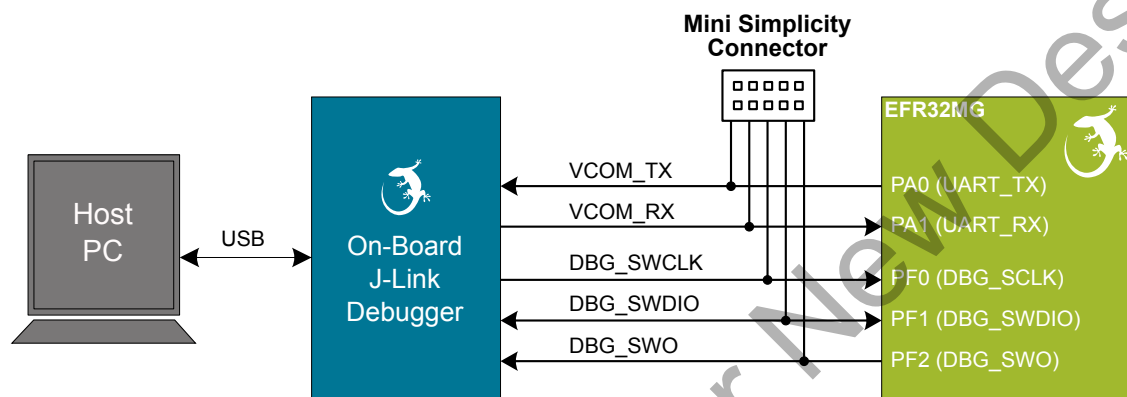 Mini Simplicity
Connector
EFR32MG
Host
PC
USB
On-Board
J-Link
Debugger
VCOM_TX
VCOM_RX
DBG_SWCLK
DBG_SWDIO
DBG_SWO
PA0 (UART_TX)
PA1 (UART_RX)
PF0 (DBG_SCLK)
PF1 (DBG_SWDIO)
PF2 (DBG_SWO)
r New Des